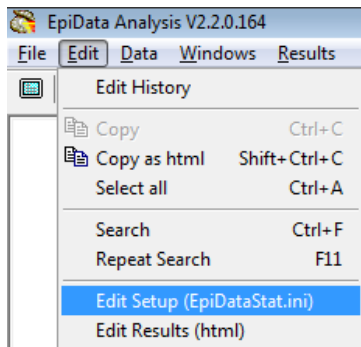 EpiData Analysis V2.2.0.164
File Edit Data Windows Results
Edit History
Copy Ctrl+C
Copy as html Shift+Ctrl+C
Select all Ctrl+A
Search Ctrl+F
Repeat Search F11
Edit Setup (EpiDataStat.ini)
Edit Results (html)